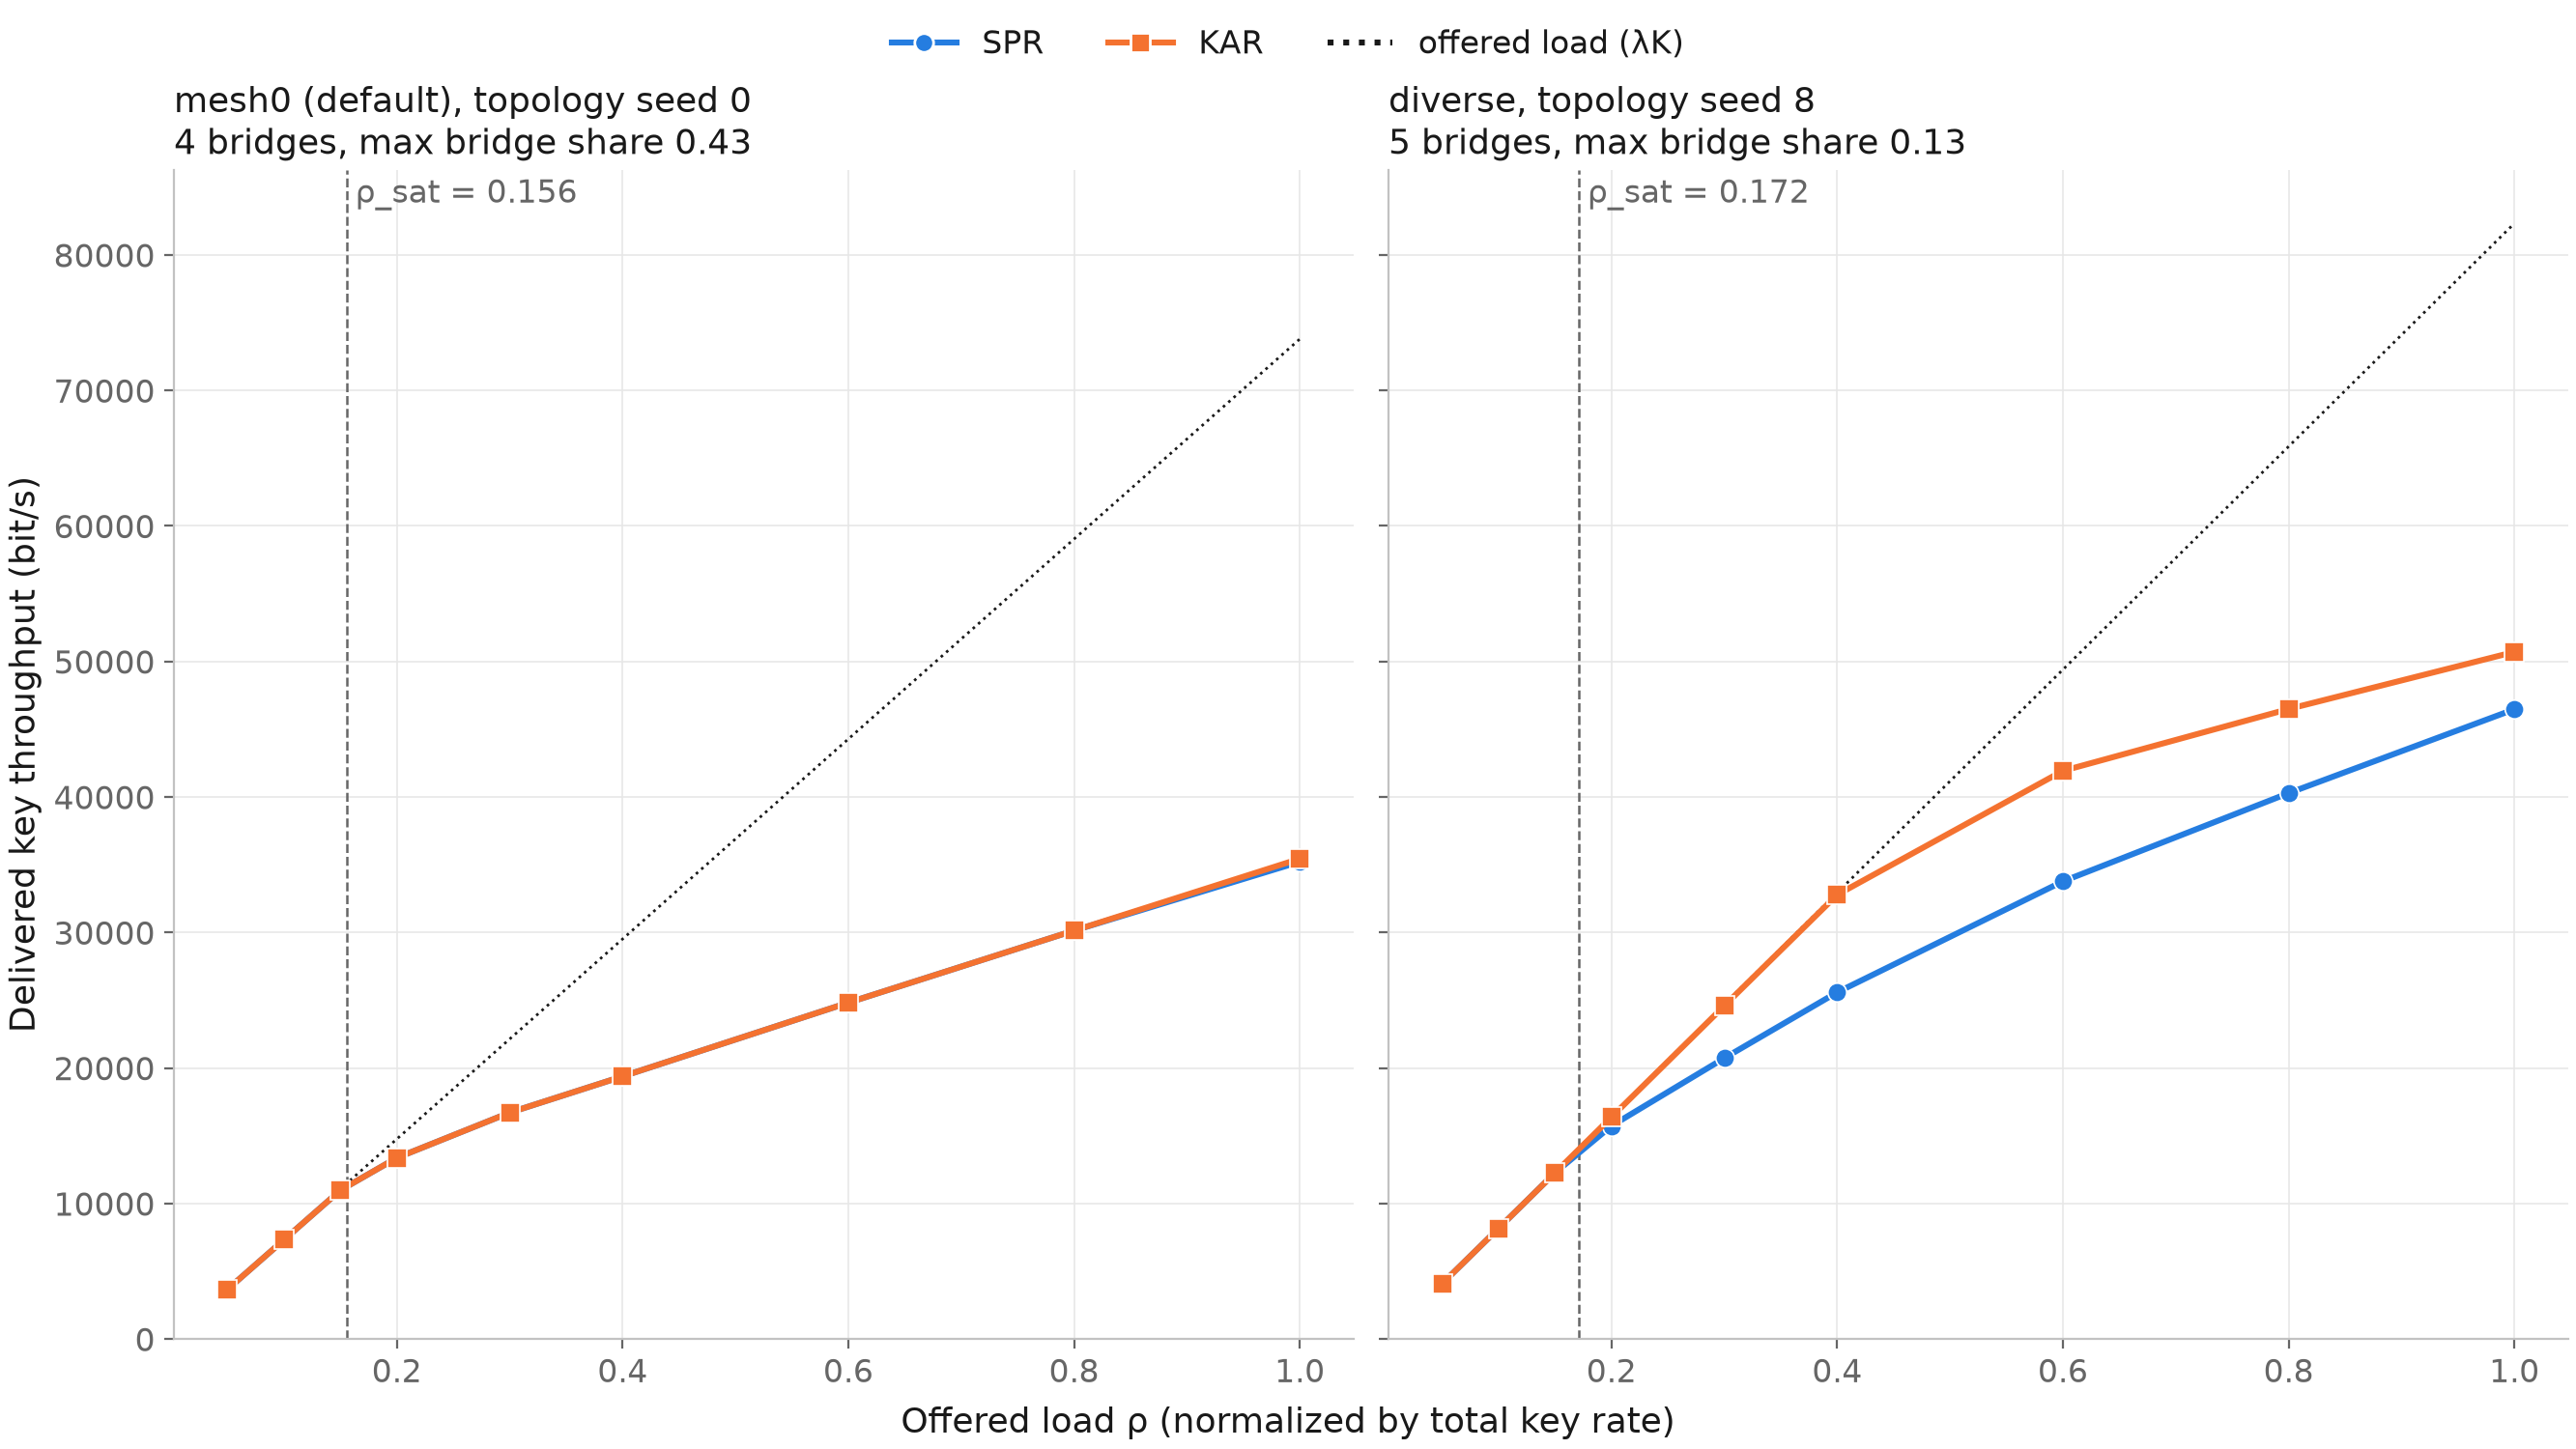 SPR KAR offered load (λK)
mesh0 (default), topology seed 0
4 bridges, max bridge share 0.43
diverse, topology seed 8
5 bridges, max bridge share 0.13
ρ_sat = 0.156
ρ_sat = 0.172
Delivered key throughput (bit/s)
80000
70000
60000
50000
40000
30000
20000
10000
0
0.2 0.4 0.6 0.8 1.0
0.2 0.4 0.6 0.8 1.0
Offered load ρ (normalized by total key rate)